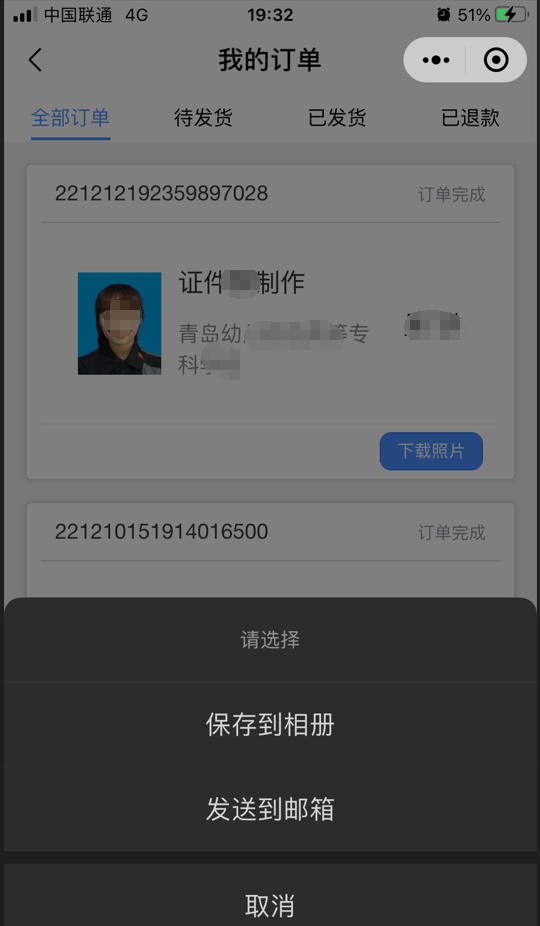 中国联通 4G 19:32 51%
我的订单
全部订单 待发货 已发货 已退款
221212192359897028 订单完成
证件 制作
青岛幼 等专
科学
下载照片
221210151914016500 订单完成
请选择
保存到相册
发送到邮箱
取消